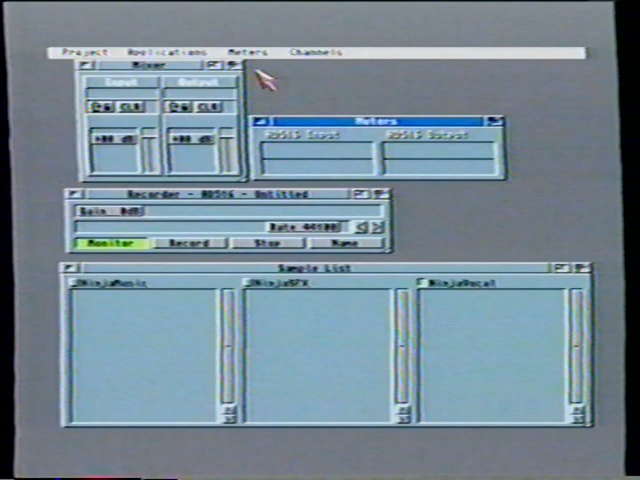 Project Applications Meters Channels
Mixer
Input Output
CLR CLR
+00 dB +00 dB
Meters
AD516 Input AD516 Output
Recorder - AD516 - Untitled
Gain: 0dB
Rate 44100
Monitor Record Stop Name
Sample List
NinjaMusic NinjaSFX NinjaVocal